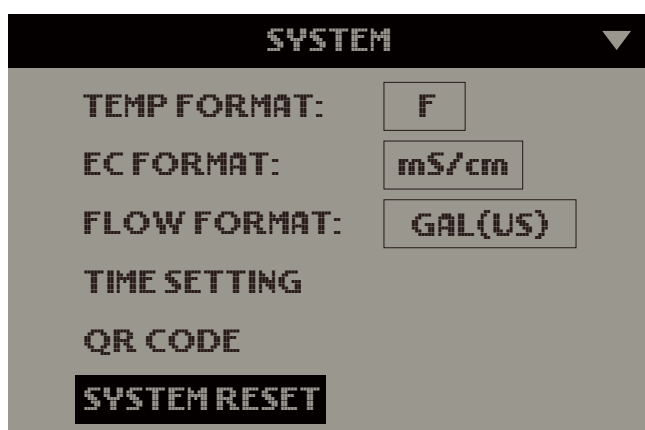 SYSTEM
TEMP FORMAT: F
EC FORMAT: mS/cm
FLOW FORMAT: GAL(US)
TIME SETTING
QR CODE
SYSTEM RESET